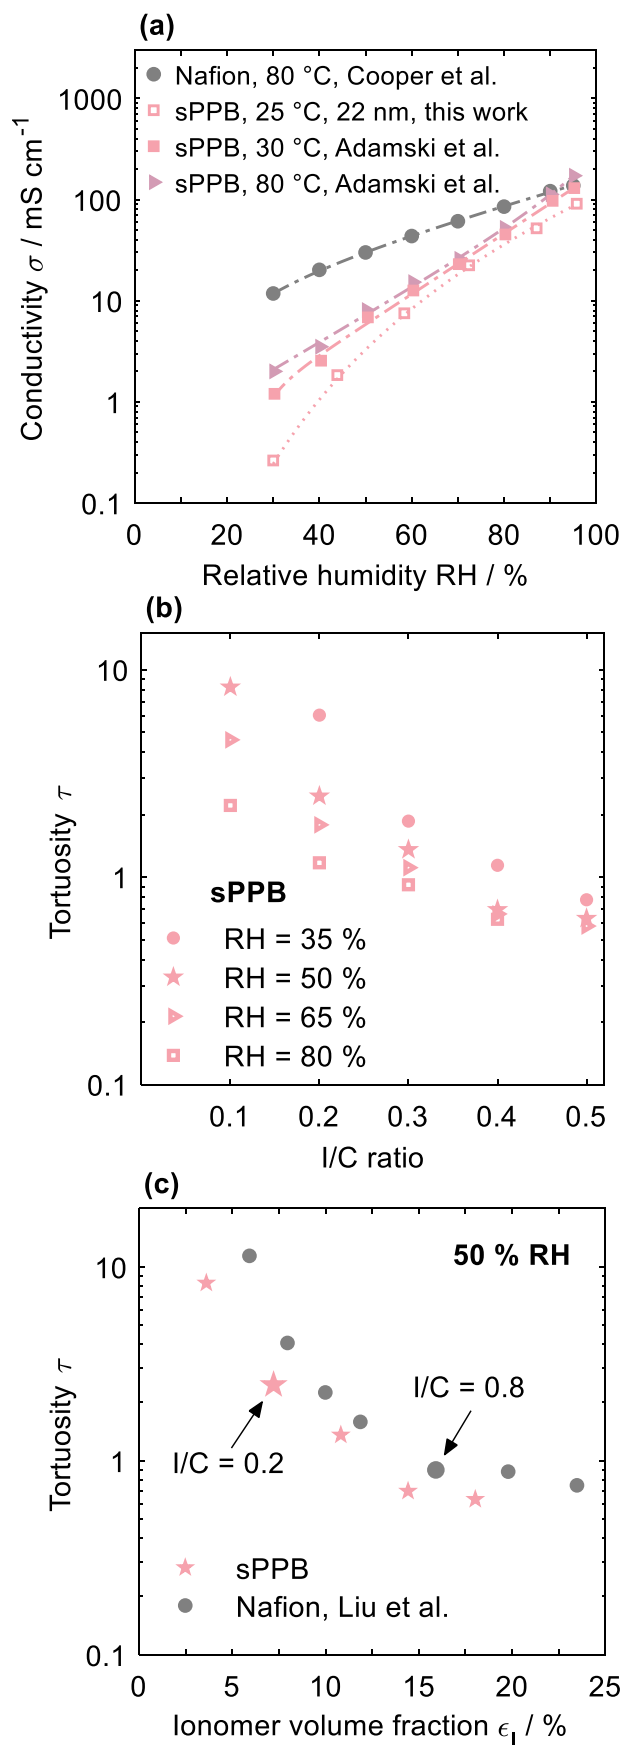 (a)
Nafion, 80 °C, Cooper et al.
sPPB, 25 °C, 22 nm, this work
sPPB, 30 °C, Adamski et al.
sPPB, 80 °C, Adamski et al.
1000
100
10
1
0.1
Conductivity σ / mS cm⁻¹
0 20 40 60 80 100
Relative humidity RH / %
(b)
10
1
0.1
Tortuosity τ
sPPB
RH = 35 %
RH = 50 %
RH = 65 %
RH = 80 %
0.1 0.2 0.3 0.4 0.5
I/C ratio
(c)
50 % RH
10
1
0.1
Tortuosity τ
I/C = 0.8
I/C = 0.2
sPPB
Nafion, Liu et al.
0 5 10 15 20 25
Ionomer volume fraction ϵ_I / %